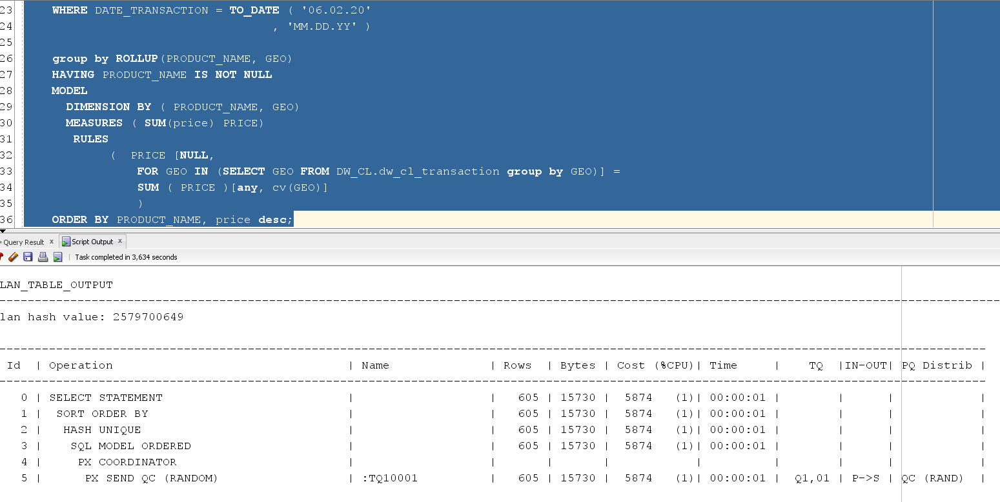 23 WHERE DATE_TRANSACTION = TO_DATE ( '06.02.20'
24 , 'MM.DD.YY' )
25
26 group by ROLLUP(PRODUCT_NAME, GEO)
27 HAVING PRODUCT_NAME IS NOT NULL
28 MODEL
29 DIMENSION BY ( PRODUCT_NAME, GEO)
30 MEASURES ( SUM(price) PRICE)
31 RULES
32 ( PRICE [NULL,
33 FOR GEO IN (SELECT GEO FROM DW_CL.dw_cl_transaction group by GEO)] =
34 SUM ( PRICE )[any, cv(GEO)]
35 )
36 ORDER BY PRODUCT_NAME, price desc;
Query Result x Script Output x
Task completed in 3,634 seconds
LAN_TABLE_OUTPUT
--------------------------------------------------------------------------------
lan hash value: 2579700649
--------------------------------------------------------------------------------
Id | Operation | Name | Rows | Bytes | Cost (%CPU)| Time | TQ |IN-OUT| PQ Distrib |
--------------------------------------------------------------------------------
0 | SELECT STATEMENT | | 605 | 15730 | 5874 (1)| 00:00:01 | | | |
1 | SORT ORDER BY | | 605 | 15730 | 5874 (1)| 00:00:01 | | | |
2 | HASH UNIQUE | | 605 | 15730 | 5874 (1)| 00:00:01 | | | |
3 | SQL MODEL ORDERED | | 605 | 15730 | 5874 (1)| 00:00:01 | | | |
4 | PX COORDINATOR | | | | | | | | |
5 | PX SEND QC (RANDOM) | :TQ10001 | 605 | 15730 | 5874 (1)| 00:00:01 | Q1,01 | P->S | QC (RAND) |